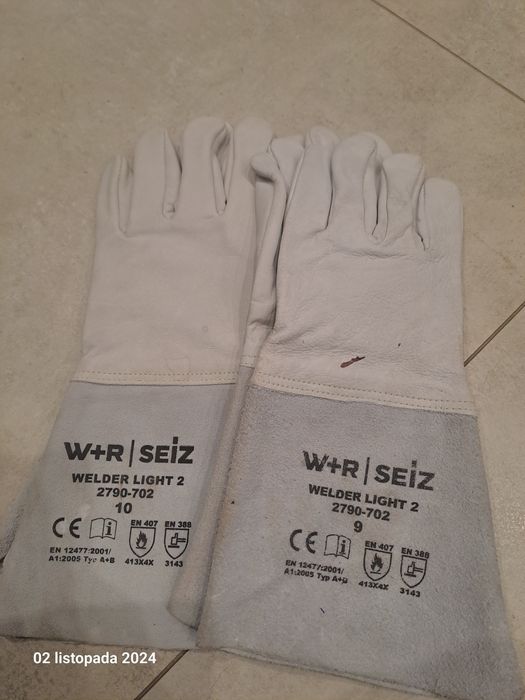 W+R | SEiZ
WELDER LIGHT 2
2790-702
10
CE i EN 407 EN 388
EN 12477:2001/
A1:2005 Typ A+B
413X4X 3143
W+R | SEiZ
WELDER LIGHT 2
2790-702
9
CE i EN 407 EN 388
EN 12477:2001/
A1:2005 Typ A+B
413X4X 3143
02 listopada 2024